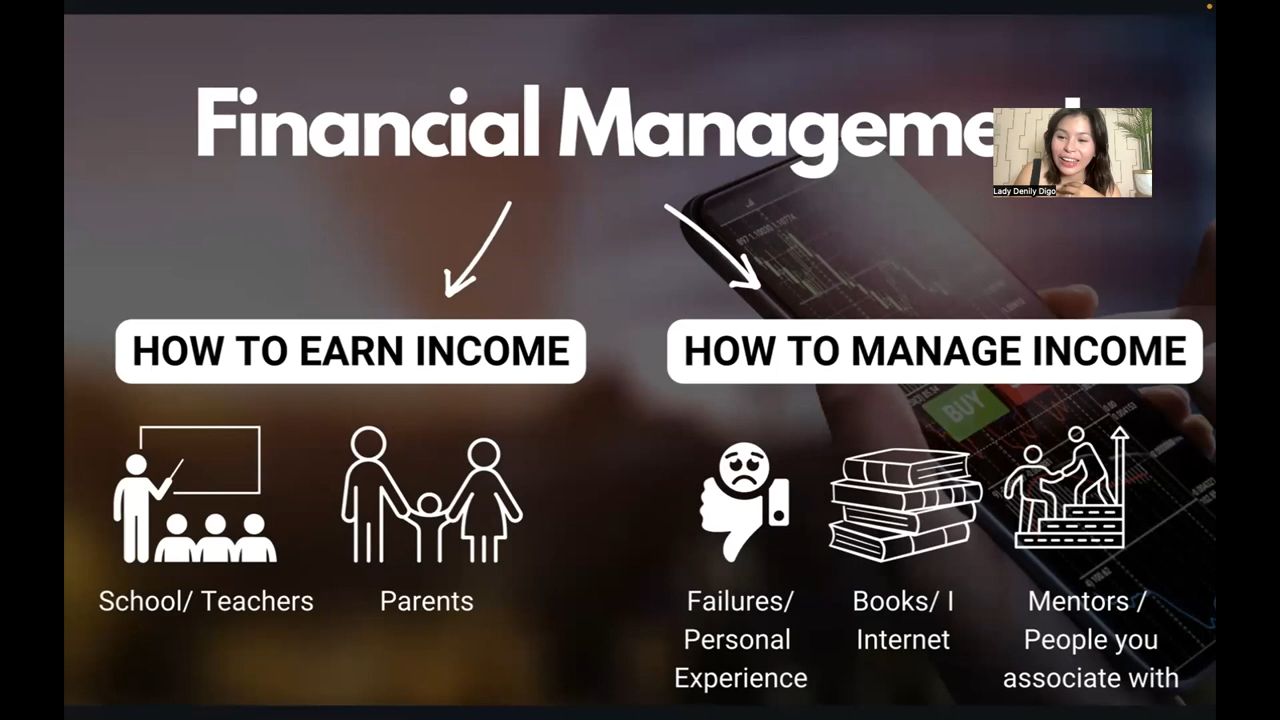 Financial Manageme
Lady Denily Digo
HOW TO EARN INCOME
HOW TO MANAGE INCOME
BUY
School/ Teachers
Parents
Failures/
Personal
Experience
Books/ I
Internet
Mentors /
People you
associate with